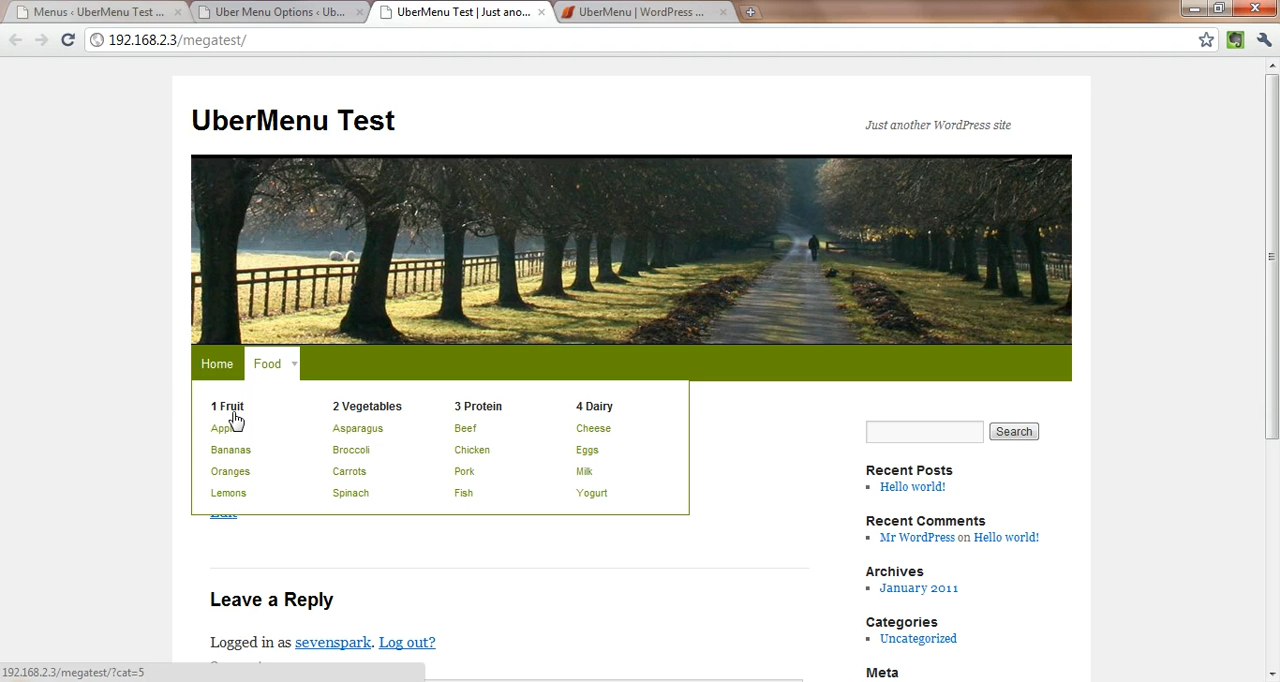 Menus ‹ UberMenu Test ...
Uber Menu Options ‹ Ub...
UberMenu Test | Just ano...
UberMenu | WordPress ...
192.168.2.3/megatest/
UberMenu Test
Just another WordPress site
Home
Food
1 Fruit
2 Vegetables
3 Protein
4 Dairy
Asparagus
Beef
Cheese
Bananas
Broccoli
Chicken
Eggs
Oranges
Carrots
Pork
Milk
Lemons
Spinach
Fish
Yogurt
Edit
Leave a Reply
Logged in as sevenspark. Log out?
Search
Recent Posts
Hello world!
Recent Comments
Mr WordPress on Hello world!
Archives
January 2011
Categories
Uncategorized
Meta
192.168.2.3/megatest/?cat=5